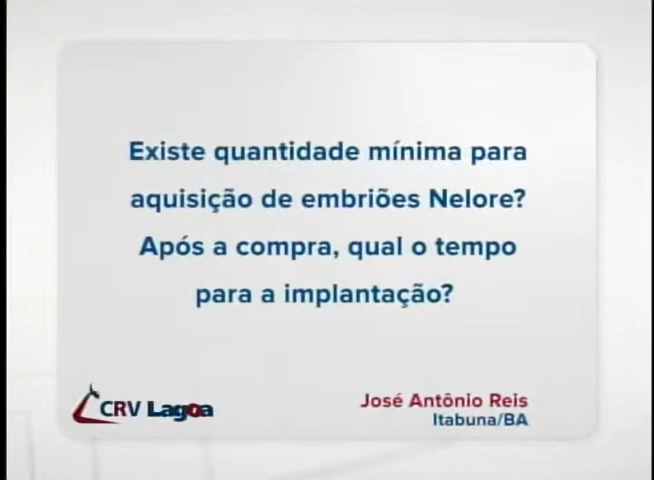 Existe quantidade mínima para
aquisição de embriões Nelore?
Após a compra, qual o tempo
para a implantação?
CRV Lagoa
José Antônio Reis
Itabuna/BA